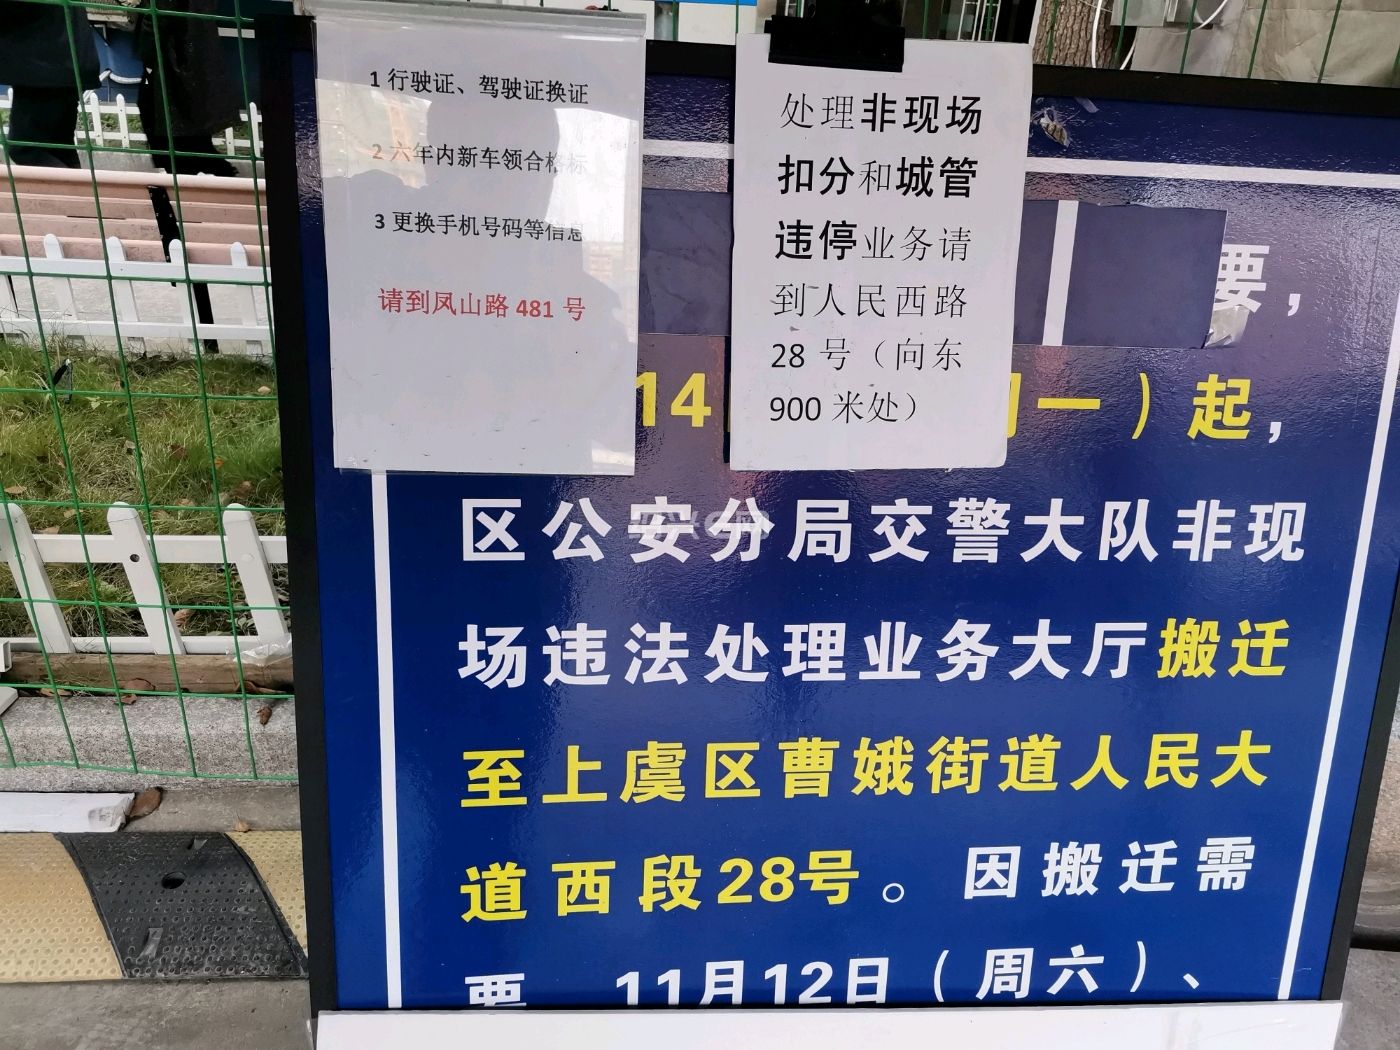 1 行驶证、驾驶证换证
2 六年内新车领合格标
3 更换手机号码等信息
请到凤山路 481 号
处理非现场
扣分和城管
违停业务请
到人民西路
28 号（向东
900 米处）
要，
14 一）起，
区公安分局交警大队非现
场违法处理业务大厅搬迁
至上虞区曹娥街道人民大
道西段28号。因搬迁需
要 11月12日（周六）、